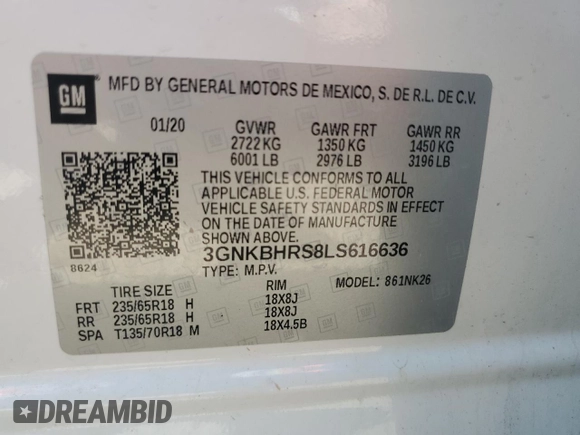 GM
MFD BY GENERAL MOTORS DE MEXICO, S. DE R.L. DE C.V.
01/20 GVWR GAWR FRT GAWR RR
2722 KG 1350 KG 1450 KG
6001 LB 2976 LB 3196 LB
THIS VEHICLE CONFORMS TO ALL
APPLICABLE U.S. FEDERAL MOTOR
VEHICLE SAFETY STANDARDS IN EFFECT
ON THE DATE OF MANUFACTURE
SHOWN ABOVE.
8624
3GNKBHRS8LS616636
TYPE: M.P.V.
TIRE SIZE RIM MODEL: 861NK26
FRT 235/65R18 H 18X8J
RR 235/65R18 H 18X8J
SPA T135/70R18 M 18X4.5B
DREAMBID